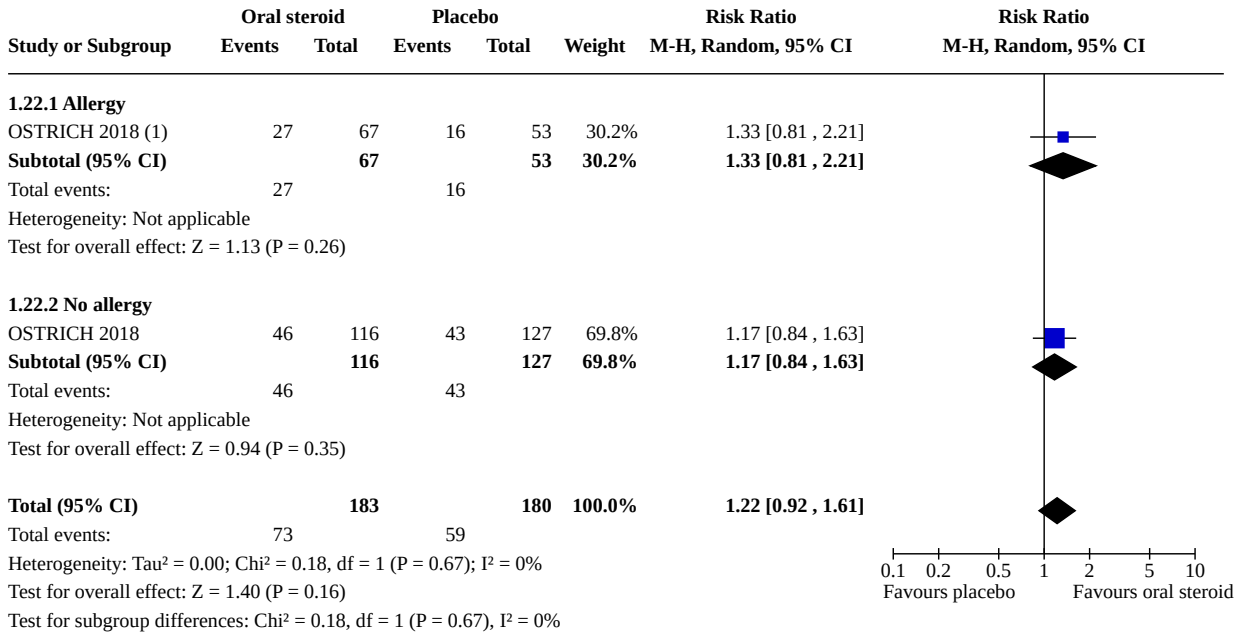 Oral steroid Placebo Risk Ratio Risk Ratio
Study or Subgroup Events Total Events Total Weight M-H, Random, 95% CI M-H, Random, 95% CI
1.22.1 Allergy
OSTRICH 2018 (1) 27 67 16 53 30.2% 1.33 [0.81 , 2.21]
Subtotal (95% CI) 67 53 30.2% 1.33 [0.81 , 2.21]
Total events: 27 16
Heterogeneity: Not applicable
Test for overall effect: Z = 1.13 (P = 0.26)
1.22.2 No allergy
OSTRICH 2018 46 116 43 127 69.8% 1.17 [0.84 , 1.63]
Subtotal (95% CI) 116 127 69.8% 1.17 [0.84 , 1.63]
Total events: 46 43
Heterogeneity: Not applicable
Test for overall effect: Z = 0.94 (P = 0.35)
Total (95% CI) 183 180 100.0% 1.22 [0.92 , 1.61]
Total events: 73 59
Heterogeneity: Tau² = 0.00; Chi² = 0.18, df = 1 (P = 0.67); I² = 0%
0.1 0.2 0.5 1 2 5 10
Test for overall effect: Z = 1.40 (P = 0.16) Favours placebo Favours oral steroid
Test for subgroup differences: Chi² = 0.18, df = 1 (P = 0.67), I² = 0%